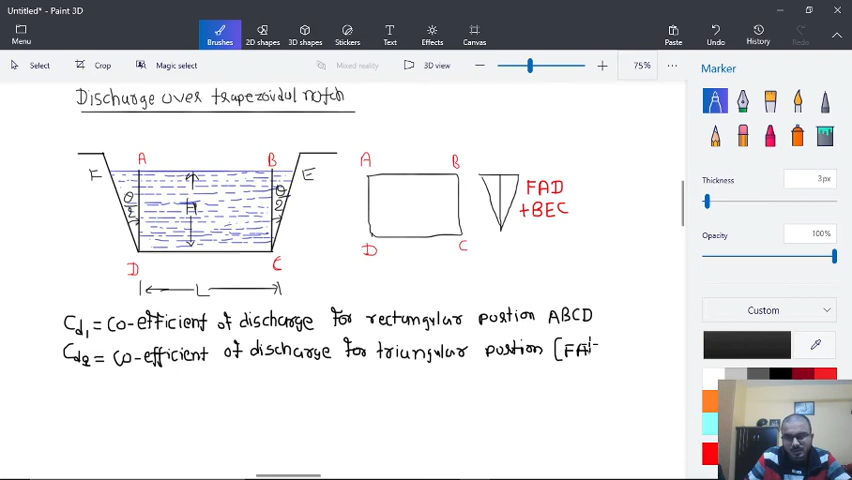 Untitled* - Paint 3D
Menu
Brushes
2D shapes
3D shapes
Stickers
Text
Effects
Canvas
Paste
Undo
History
Redo
Select
Crop
Magic select
Mixed reality
3D view
75%
Marker
Thickness
3px
Opacity
100%
Custom
Discharge over trapezoidal notch
A B
F E
θ/2 H θ/2
D C
L
A B
D C
FAD
+BEC
Cd1 = Co-efficient of discharge for rectangular portion ABCD
Cd2 = Co-efficient of discharge for triangular portion [FA